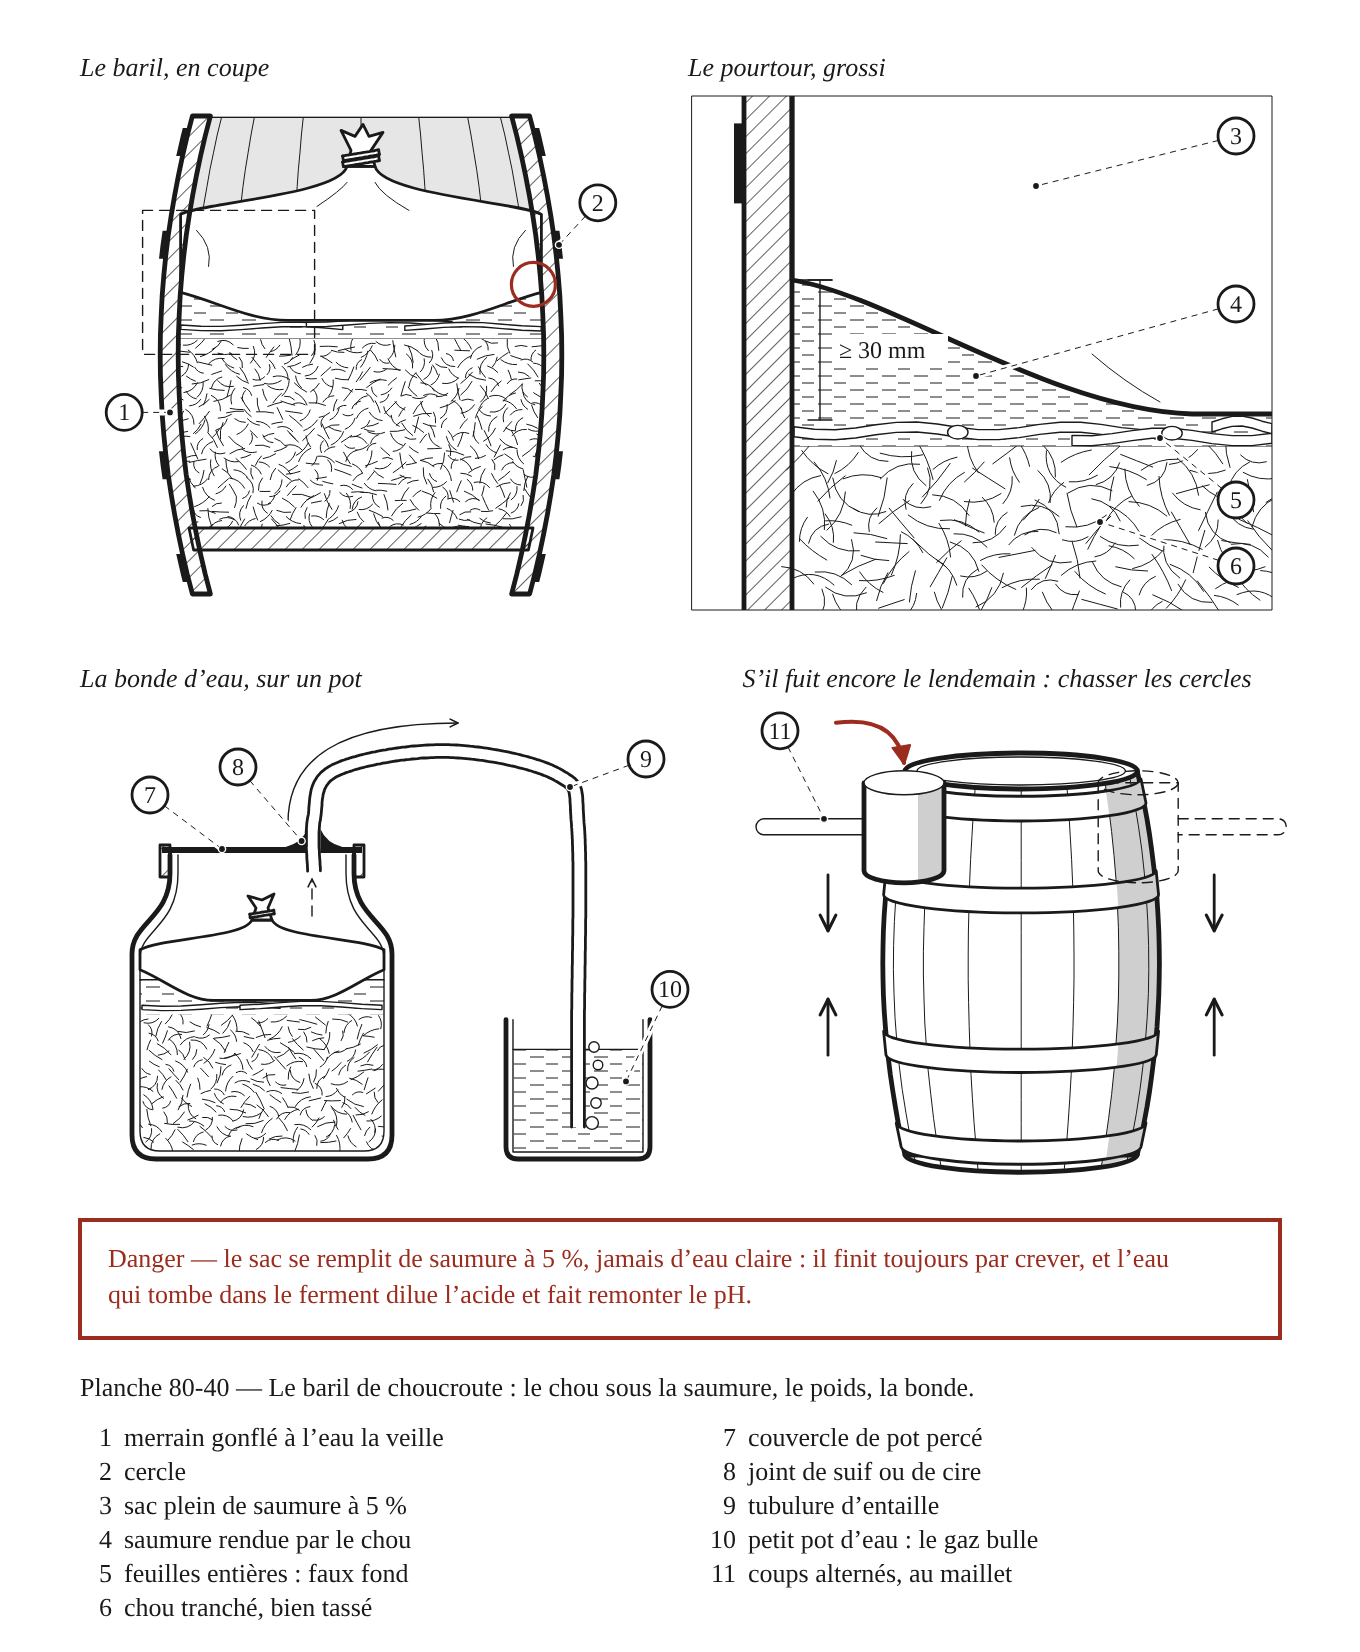 Le baril, en coupe
Le pourtour, grossi
2
1
3
4
≥ 30 mm
5
6
La bonde d’eau, sur un pot
S’il fuit encore le lendemain : chasser les cercles
7
8
9
10
11
Danger — le sac se remplit de saumure à 5 %, jamais d’eau claire : il finit toujours par crever, et l’eau
qui tombe dans le ferment dilue l’acide et fait remonter le pH.
Planche 80-40 — Le baril de choucroute : le chou sous la saumure, le poids, la bonde.
1 merrain gonflé à l’eau la veille
2 cercle
3 sac plein de saumure à 5 %
4 saumure rendue par le chou
5 feuilles entières : faux fond
6 chou tranché, bien tassé
7 couvercle de pot percé
8 joint de suif ou de cire
9 tubulure d’entaille
10 petit pot d’eau : le gaz bulle
11 coups alternés, au maillet